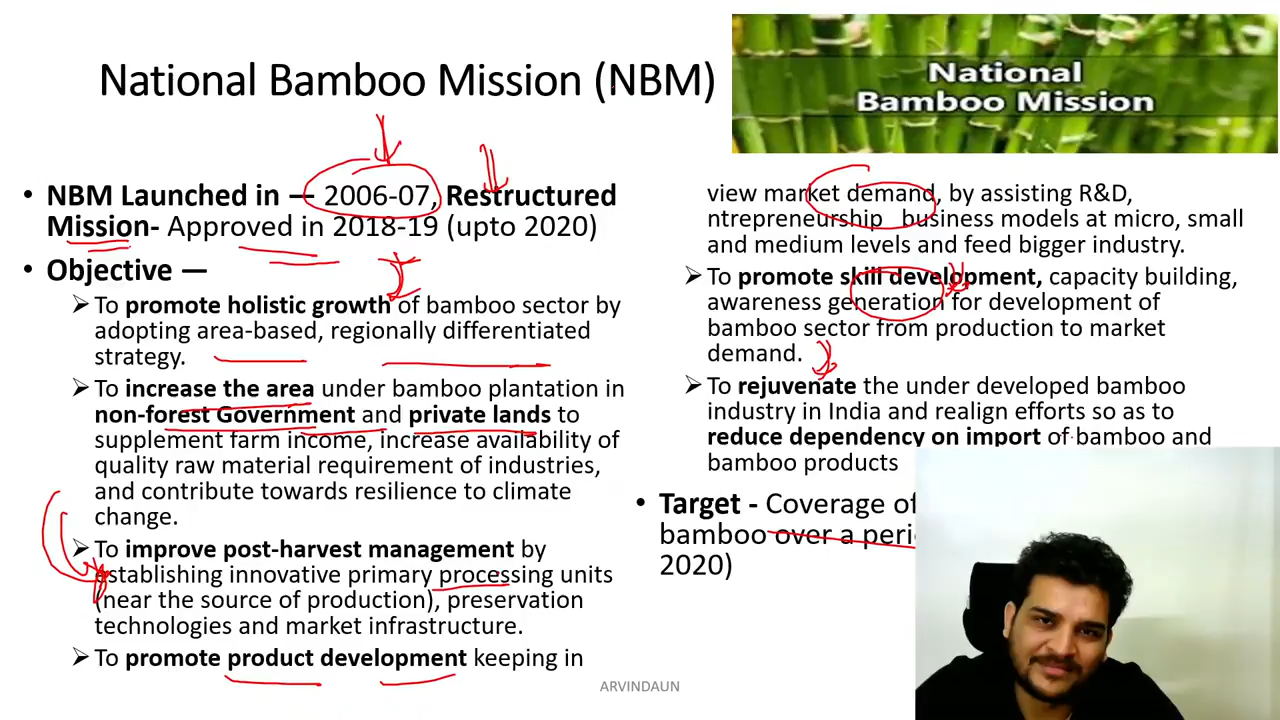 National Bamboo Mission (NBM)
National
Bamboo Mission
• NBM Launched in — 2006-07, Restructured
Mission- Approved in 2018-19 (upto 2020)
• Objective —
➢ To promote holistic growth of bamboo sector by
adopting area-based, regionally differentiated
strategy.
➢ To increase the area under bamboo plantation in
non-forest Government and private lands to
supplement farm income, increase availability of
quality raw material requirement of industries,
and contribute towards resilience to climate
change.
➢ To improve post-harvest management by
establishing innovative primary processing units
(near the source of production), preservation
technologies and market infrastructure.
➢ To promote product development keeping in
view market demand, by assisting R&D,
ntrepreneurship business models at micro, small
and medium levels and feed bigger industry.
➢ To promote skill development, capacity building,
awareness generation for development of
bamboo sector from production to market
demand.
➢ To rejuvenate the under developed bamboo
industry in India and realign efforts so as to
reduce dependency on import of bamboo and
bamboo products
• Target - Coverage of
bamboo over a peri
2020)
ARVINDAUN